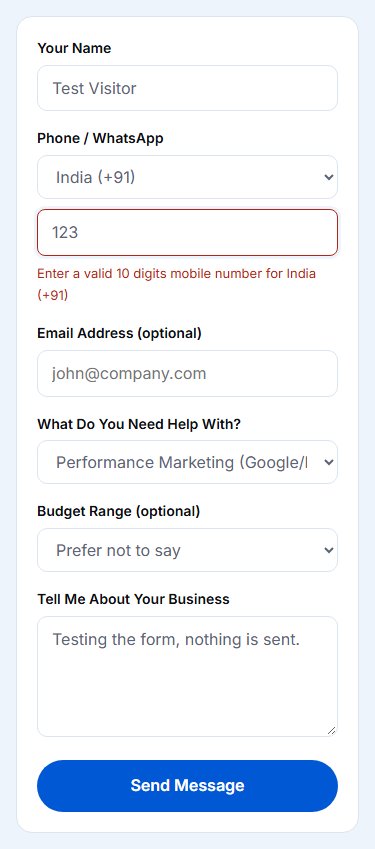 Your Name
Test Visitor
Phone / WhatsApp
India (+91)
123
Enter a valid 10 digits mobile number for India
(+91)
Email Address (optional)
john@company.com
What Do You Need Help With?
Performance Marketing (Google/
Budget Range (optional)
Prefer not to say
Tell Me About Your Business
Testing the form, nothing is sent.
Send Message